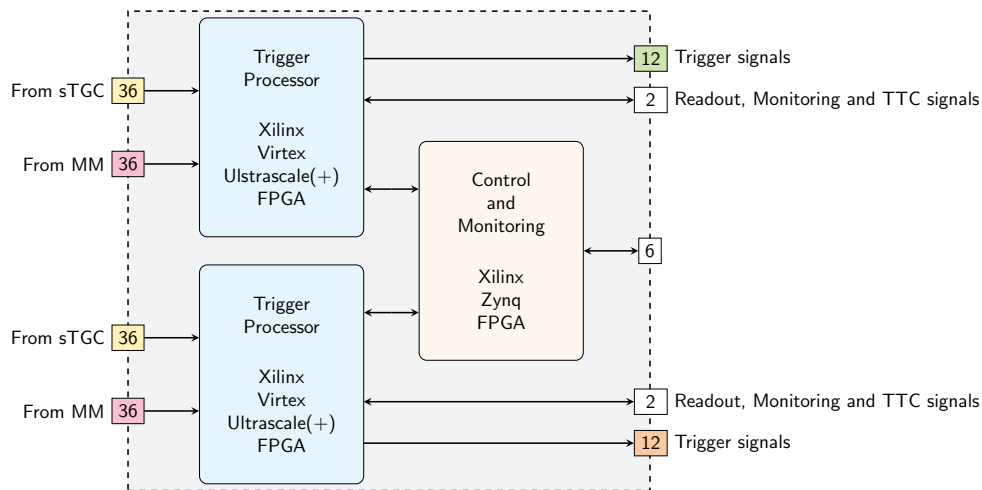 Trigger
Processor
Xilinx
Virtex
Ulstrascale(+)
FPGA
From sTGC 36
From MM 36
12 Trigger signals
2 Readout, Monitoring and TTC signals
Control
and
Monitoring
Xilinx
Zynq
FPGA
6
Trigger
Processor
Xilinx
Virtex
Ultrascale(+)
FPGA
From sTGC 36
From MM 36
2 Readout, Monitoring and TTC signals
12 Trigger signals